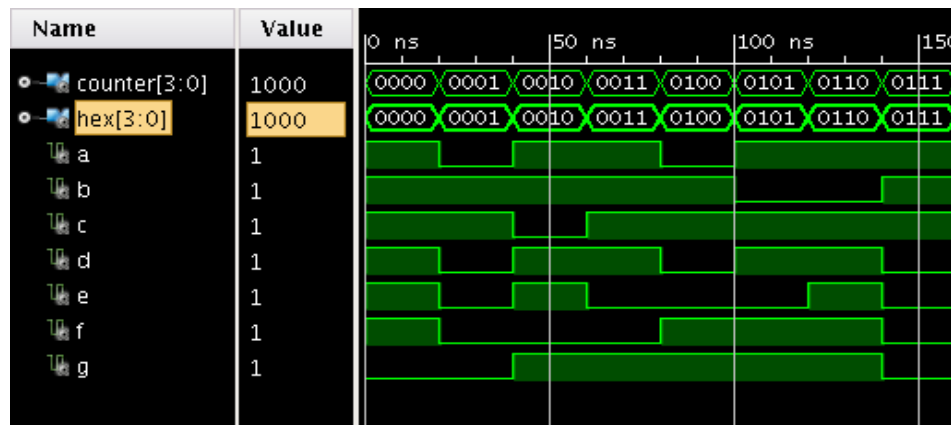 Name Value
0 ns 50 ns 100 ns 150
counter[3:0] 1000 0000 0001 0010 0011 0100 0101 0110 0111
hex[3:0] 1000 0000 0001 0010 0011 0100 0101 0110 0111
a 1
b 1
c 1
d 1
e 1
f 1
g 1